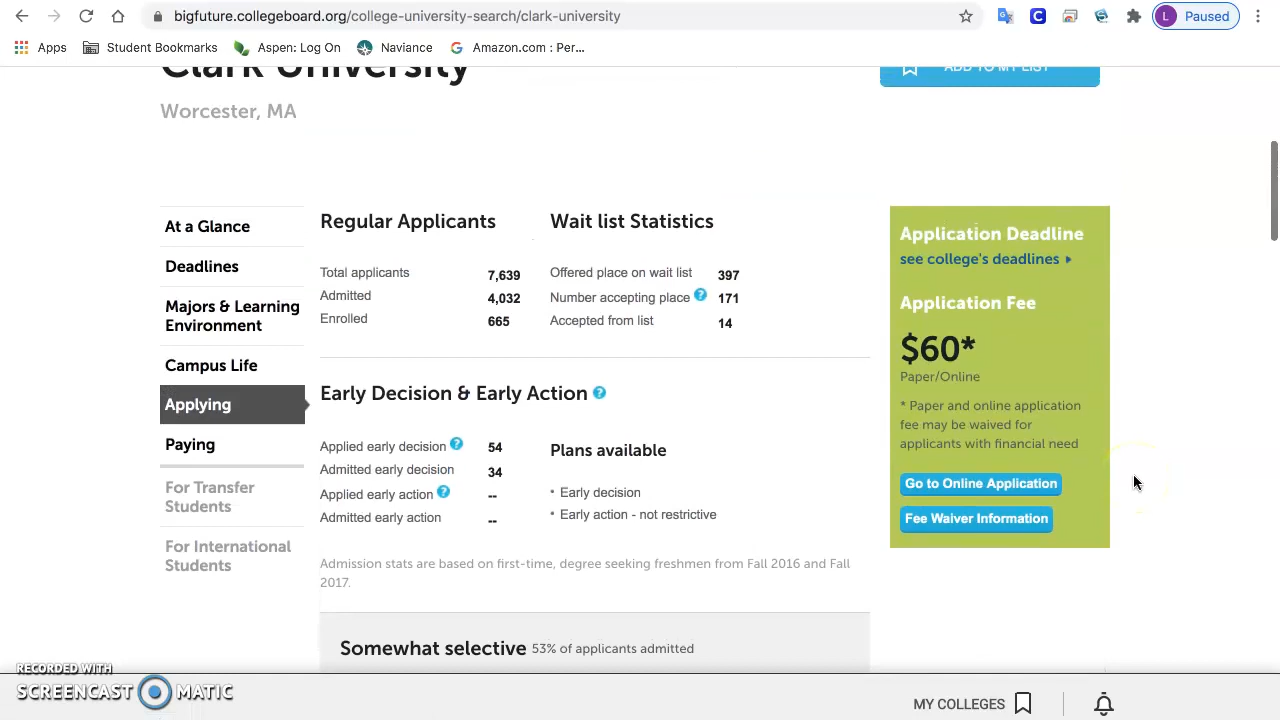 bigfuture.collegeboard.org/college-university-search/clark-university
L Paused
Apps Student Bookmarks Aspen: Log On Naviance Amazon.com : Per...
Clark University
ADD TO MY LIST
Worcester, MA
At a Glance
Deadlines
Majors & Learning
Environment
Campus Life
Applying
Paying
For Transfer
Students
For International
Students
Regular Applicants
Total applicants 7,639
Admitted 4,032
Enrolled 665
Wait list Statistics
Offered place on wait list 397
Number accepting place ? 171
Accepted from list 14
Early Decision & Early Action ?
Applied early decision ? 54
Admitted early decision 34
Applied early action ? --
Admitted early action --
Plans available
• Early decision
• Early action - not restrictive
Admission stats are based on first-time, degree seeking freshmen from Fall 2016 and Fall
2017.
Somewhat selective 53% of applicants admitted
Application Deadline
see college's deadlines
Application Fee
$60*
Paper/Online
* Paper and online application
fee may be waived for
applicants with financial need
Go to Online Application
Fee Waiver Information
RECORDED WITH
SCREENCAST MATIC
MY COLLEGES